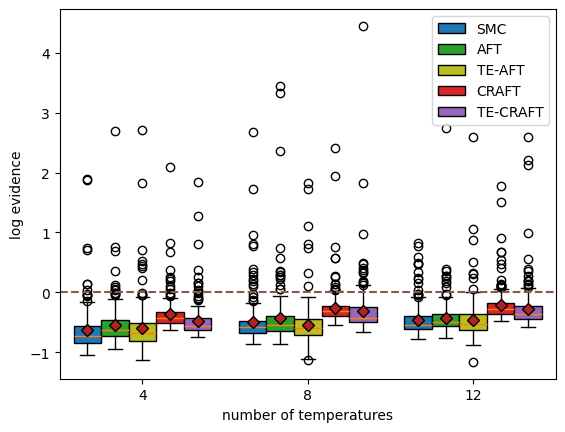 SMC
AFT
TE-AFT
CRAFT
TE-CRAFT
4
3
2
1
0
−1
log evidence
4
8
12
number of temperatures